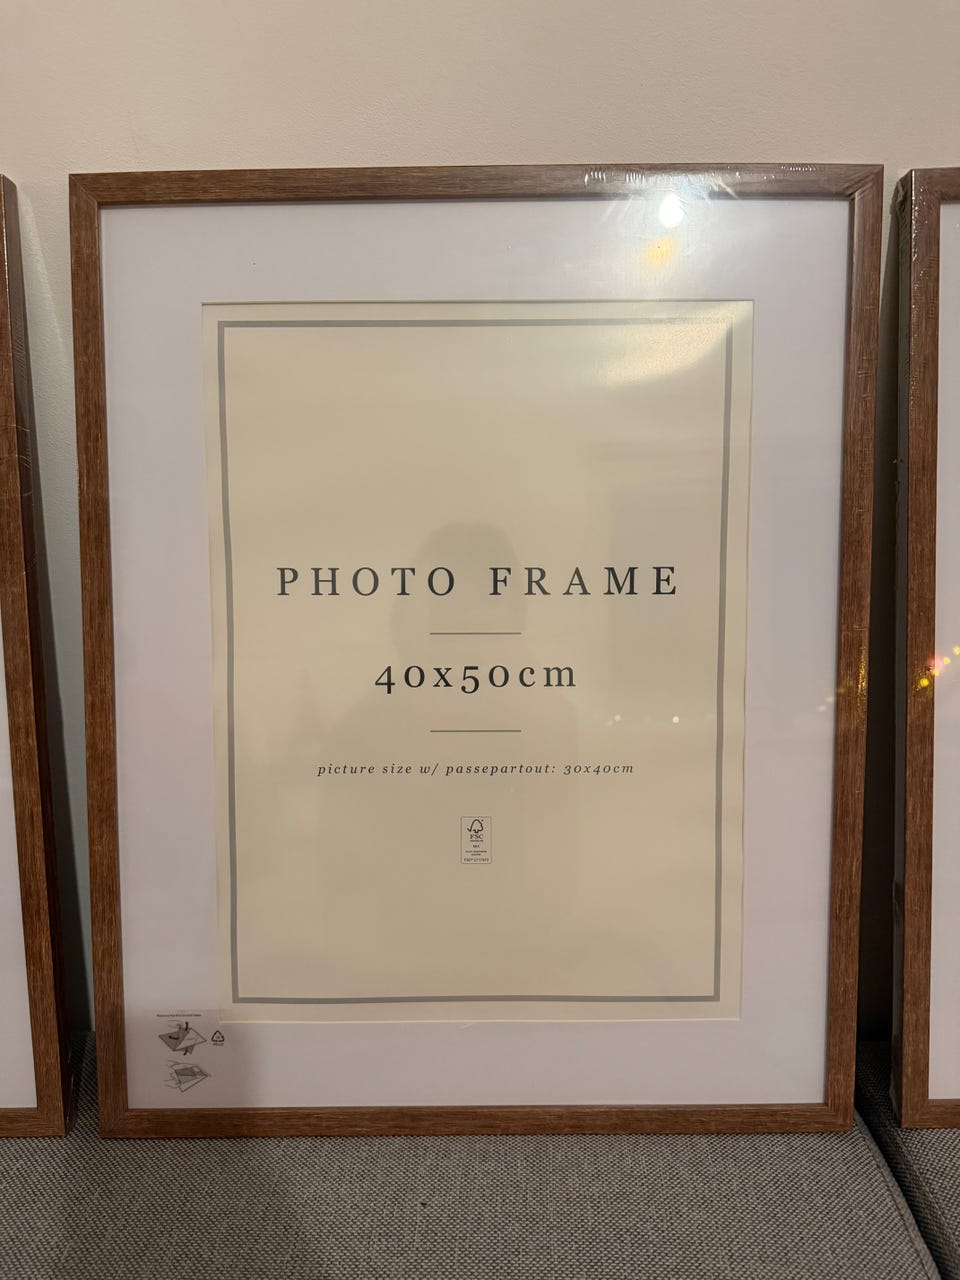 PHOTO FRAME
40x50cm
picture size w/ passepartout: 30x40cm
FSC